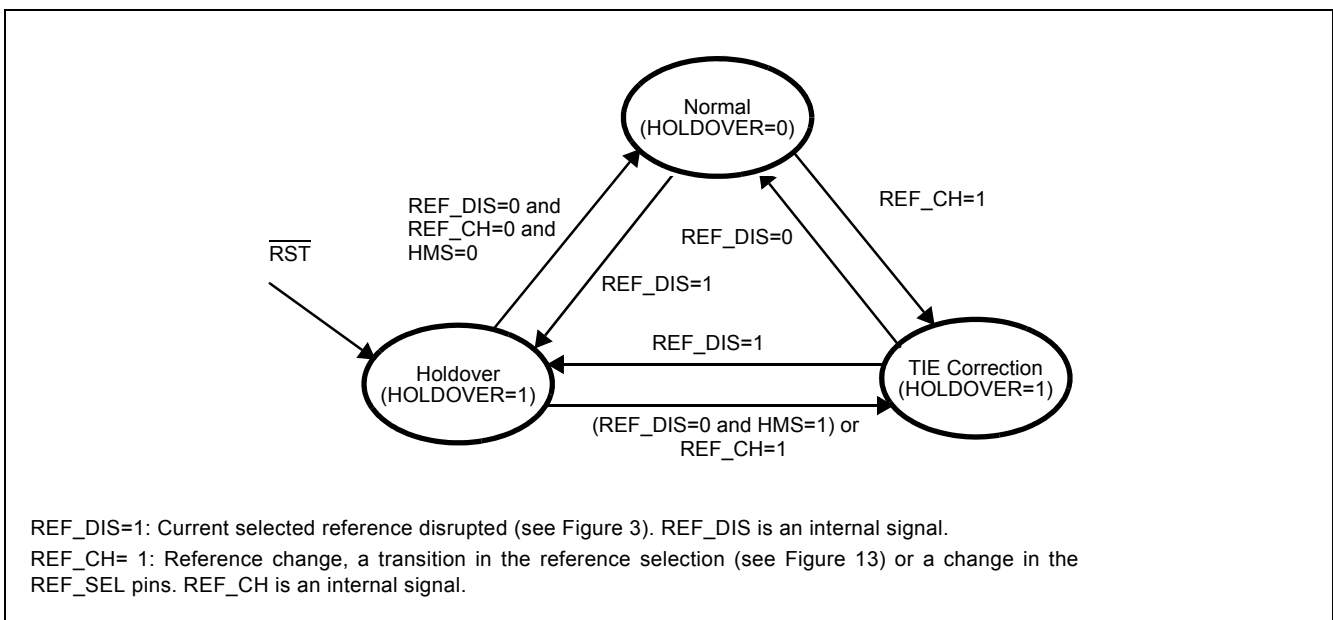 Normal
(HOLDOVER=0)
REF_DIS=0 and
REF_CH=0 and
HMS=0
REF_CH=1
REF_DIS=0
RST
REF_DIS=1
REF_DIS=1
Holdover
(HOLDOVER=1)
TIE Correction
(HOLDOVER=1)
(REF_DIS=0 and HMS=1) or
REF_CH=1
REF_DIS=1: Current selected reference disrupted (see Figure 3). REF_DIS is an internal signal.
REF_CH= 1: Reference change, a transition in the reference selection (see Figure 13) or a change in the
REF_SEL pins. REF_CH is an internal signal.